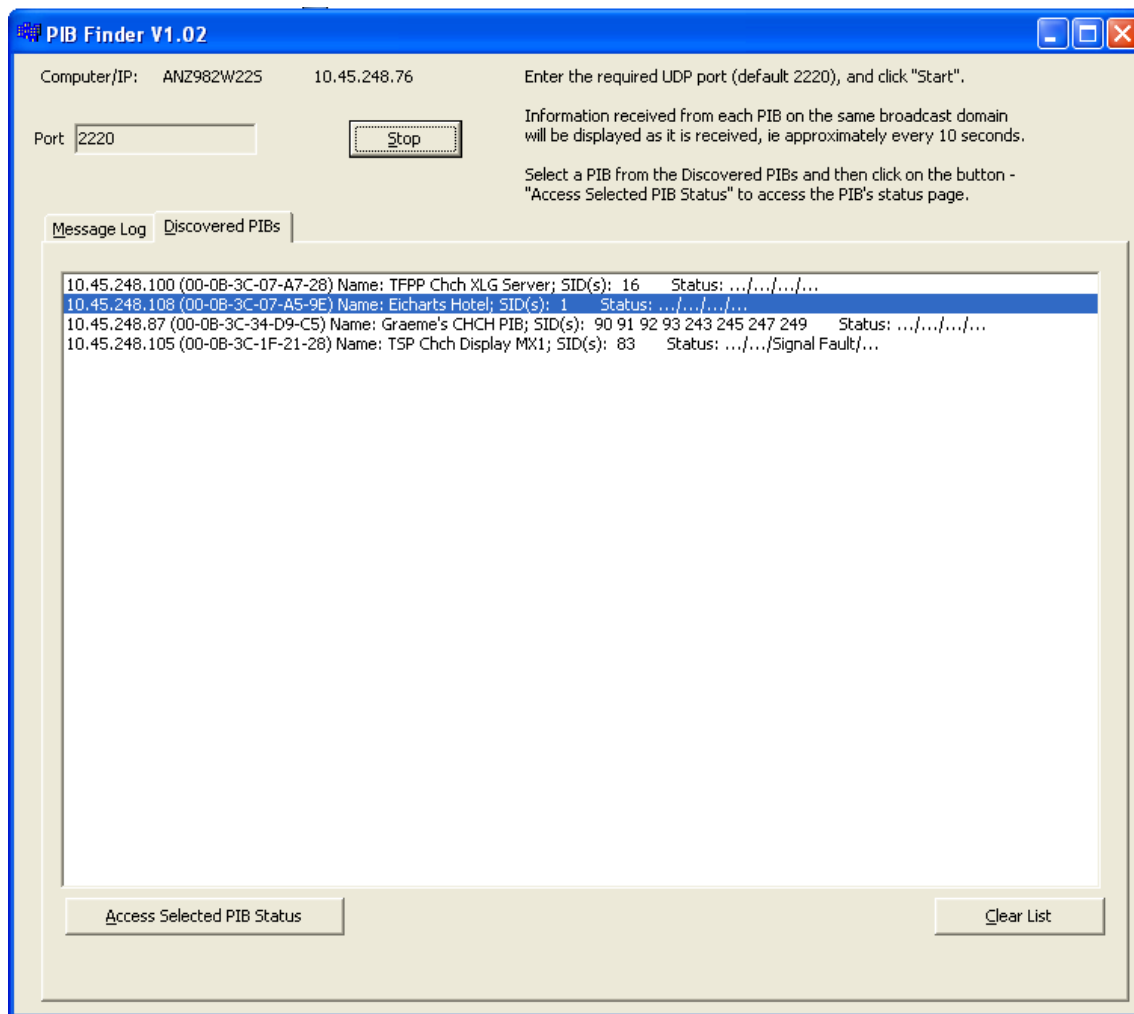 PIB Finder V1.02
Computer/IP: ANZ982W22S 10.45.248.76
Enter the required UDP port (default 2220), and click "Start".
Information received from each PIB on the same broadcast domain
will be displayed as it is received, ie approximately every 10 seconds.
Port 2220
Stop
Select a PIB from the Discovered PIBs and then click on the button -
"Access Selected PIB Status" to access the PIB's status page.
Message Log Discovered PIBs
10.45.248.100 (00-0B-3C-07-A7-28) Name: TFPP Chch XLG Server; SID(s): 16 Status: .../.../.../...
10.45.248.108 (00-0B-3C-07-A5-9E) Name: Eicharts Hotel; SID(s): 1 Status: .../.../.../...
10.45.248.87 (00-0B-3C-34-D9-C5) Name: Graeme's CHCH PIB; SID(s): 90 91 92 93 243 245 247 249 Status: .../.../.../...
10.45.248.105 (00-0B-3C-1F-21-28) Name: TSP Chch Display MX1; SID(s): 83 Status: .../.../Signal Fault/...
Access Selected PIB Status
Clear List